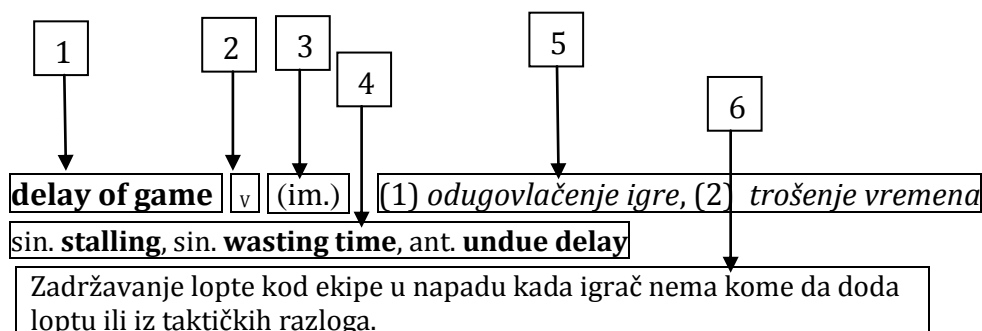 1 2 3 5
4
6
delay of game v (im.) (1) odugovlačenje igre, (2) trošenje vremena
sin. stalling, sin. wasting time, ant. undue delay
Zadržavanje lopte kod ekipe u napadu kada igrač nema kome da doda
loptu ili iz taktičkih razloga.